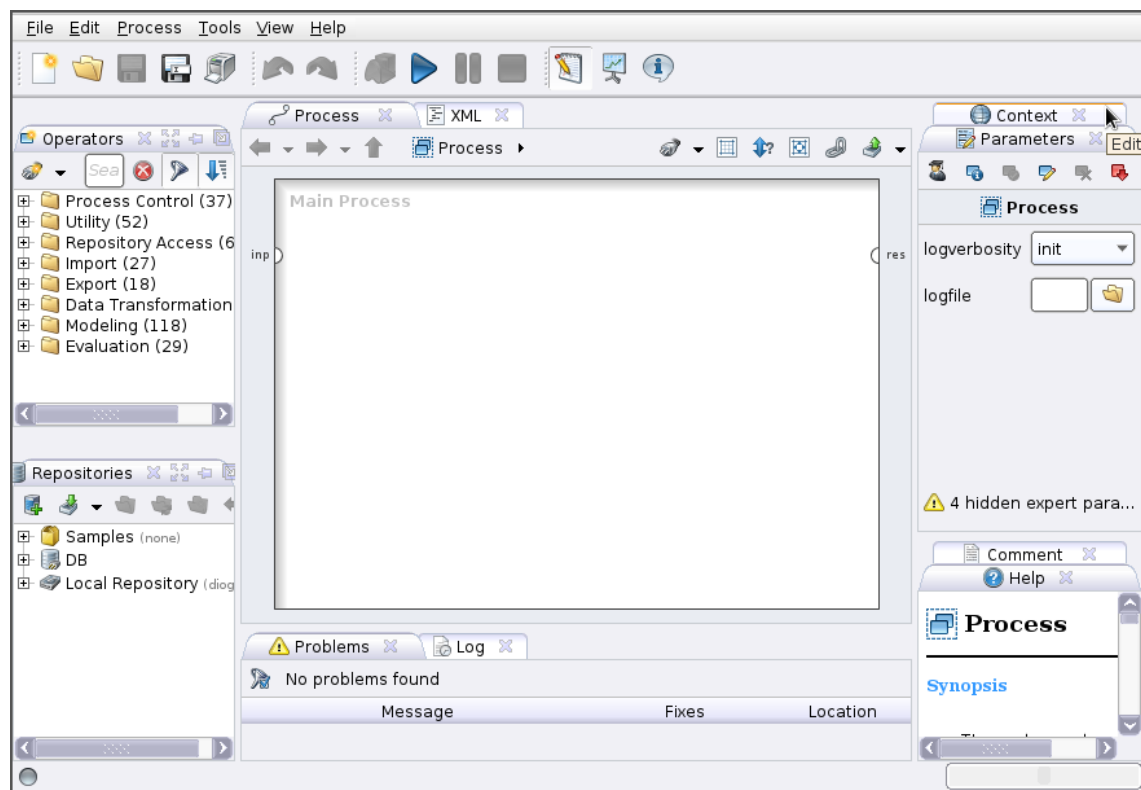 File Edit Process Tools View Help
Process
XML
Context
Operators
Parameters
Edit
Process
Sea
Process Control (37)
Utility (52)
Repository Access (6
Import (27)
Export (18)
Data Transformation
Modeling (118)
Evaluation (29)
Main Process
inp
res
Process
logverbosity init
logfile
4 hidden expert para...
Repositories
Samples (none)
DB
Local Repository (diog
Comment
Help
Process
Synopsis
Problems
Log
No problems found
Message Fixes Location